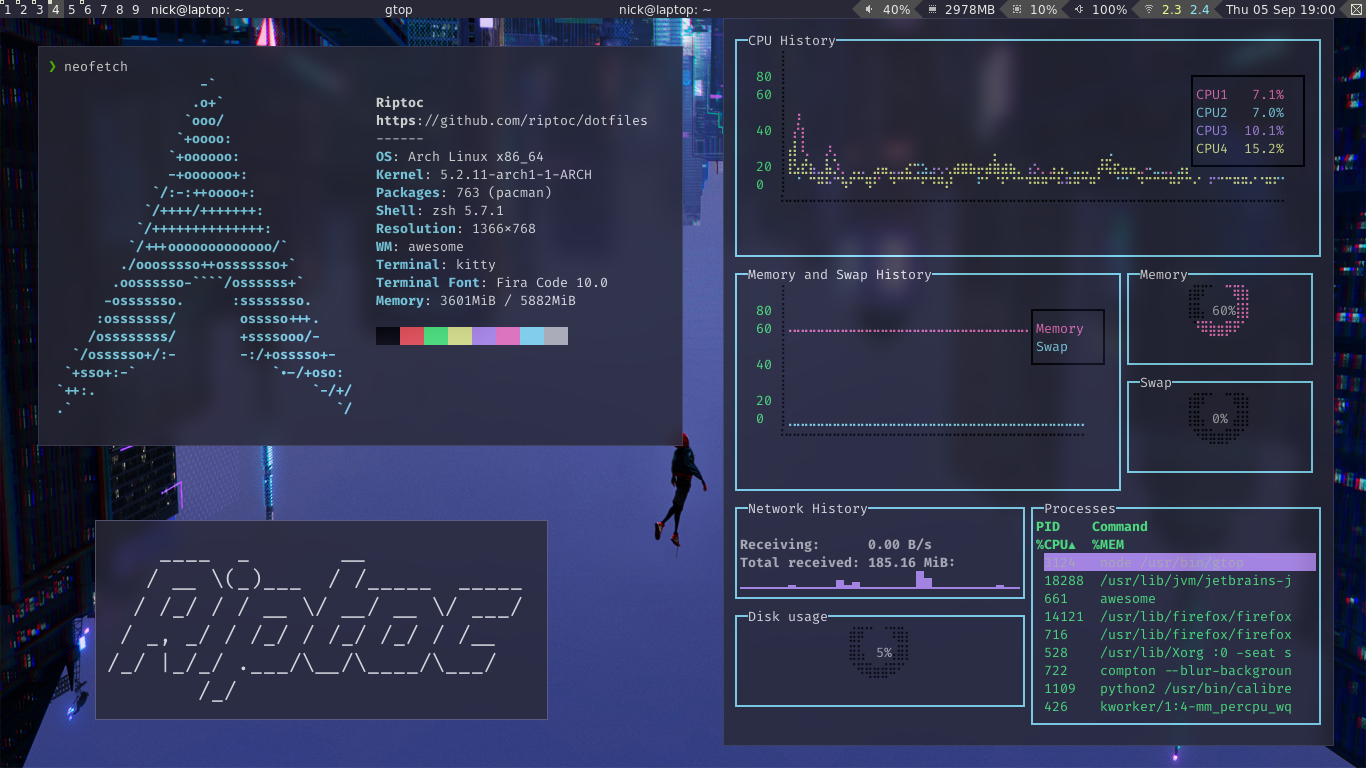 1 2 3 4 5 6 7 8 9 nick@laptop: ~ gtop nick@laptop: ~ 40% 2978MB 10% 100% 2.3 2.4 Thu 05 Sep 19:00
❯ neofetch
Riptoc
https://github.com/riptoc/dotfiles
------
OS: Arch Linux x86_64
Kernel: 5.2.11-arch1-1-ARCH
Packages: 763 (pacman)
Shell: zsh 5.7.1
Resolution: 1366×768
WM: awesome
Terminal: kitty
Terminal Font: Fira Code 10.0
Memory: 3601MiB / 5882MiB
Riptoc
CPU History
80
60
40
20
0
CPU1 7.1%
CPU2 7.0%
CPU3 10.1%
CPU4 15.2%
Memory and Swap History
80
60
40
20
0
Memory
Swap
Memory
60%
Swap
0%
Network History
Receiving: 0.00 B/s
Total received: 185.16 MiB:
Disk usage
5%
Processes
PID Command
%CPU▲ %MEM
3124 node /usr/bin/gtop
18288 /usr/lib/jvm/jetbrains-j
661 awesome
14121 /usr/lib/firefox/firefox
716 /usr/lib/firefox/firefox
528 /usr/lib/Xorg :0 -seat s
722 compton --blur-backgroun
1109 python2 /usr/bin/calibre
426 kworker/1:4-mm_percpu_wq